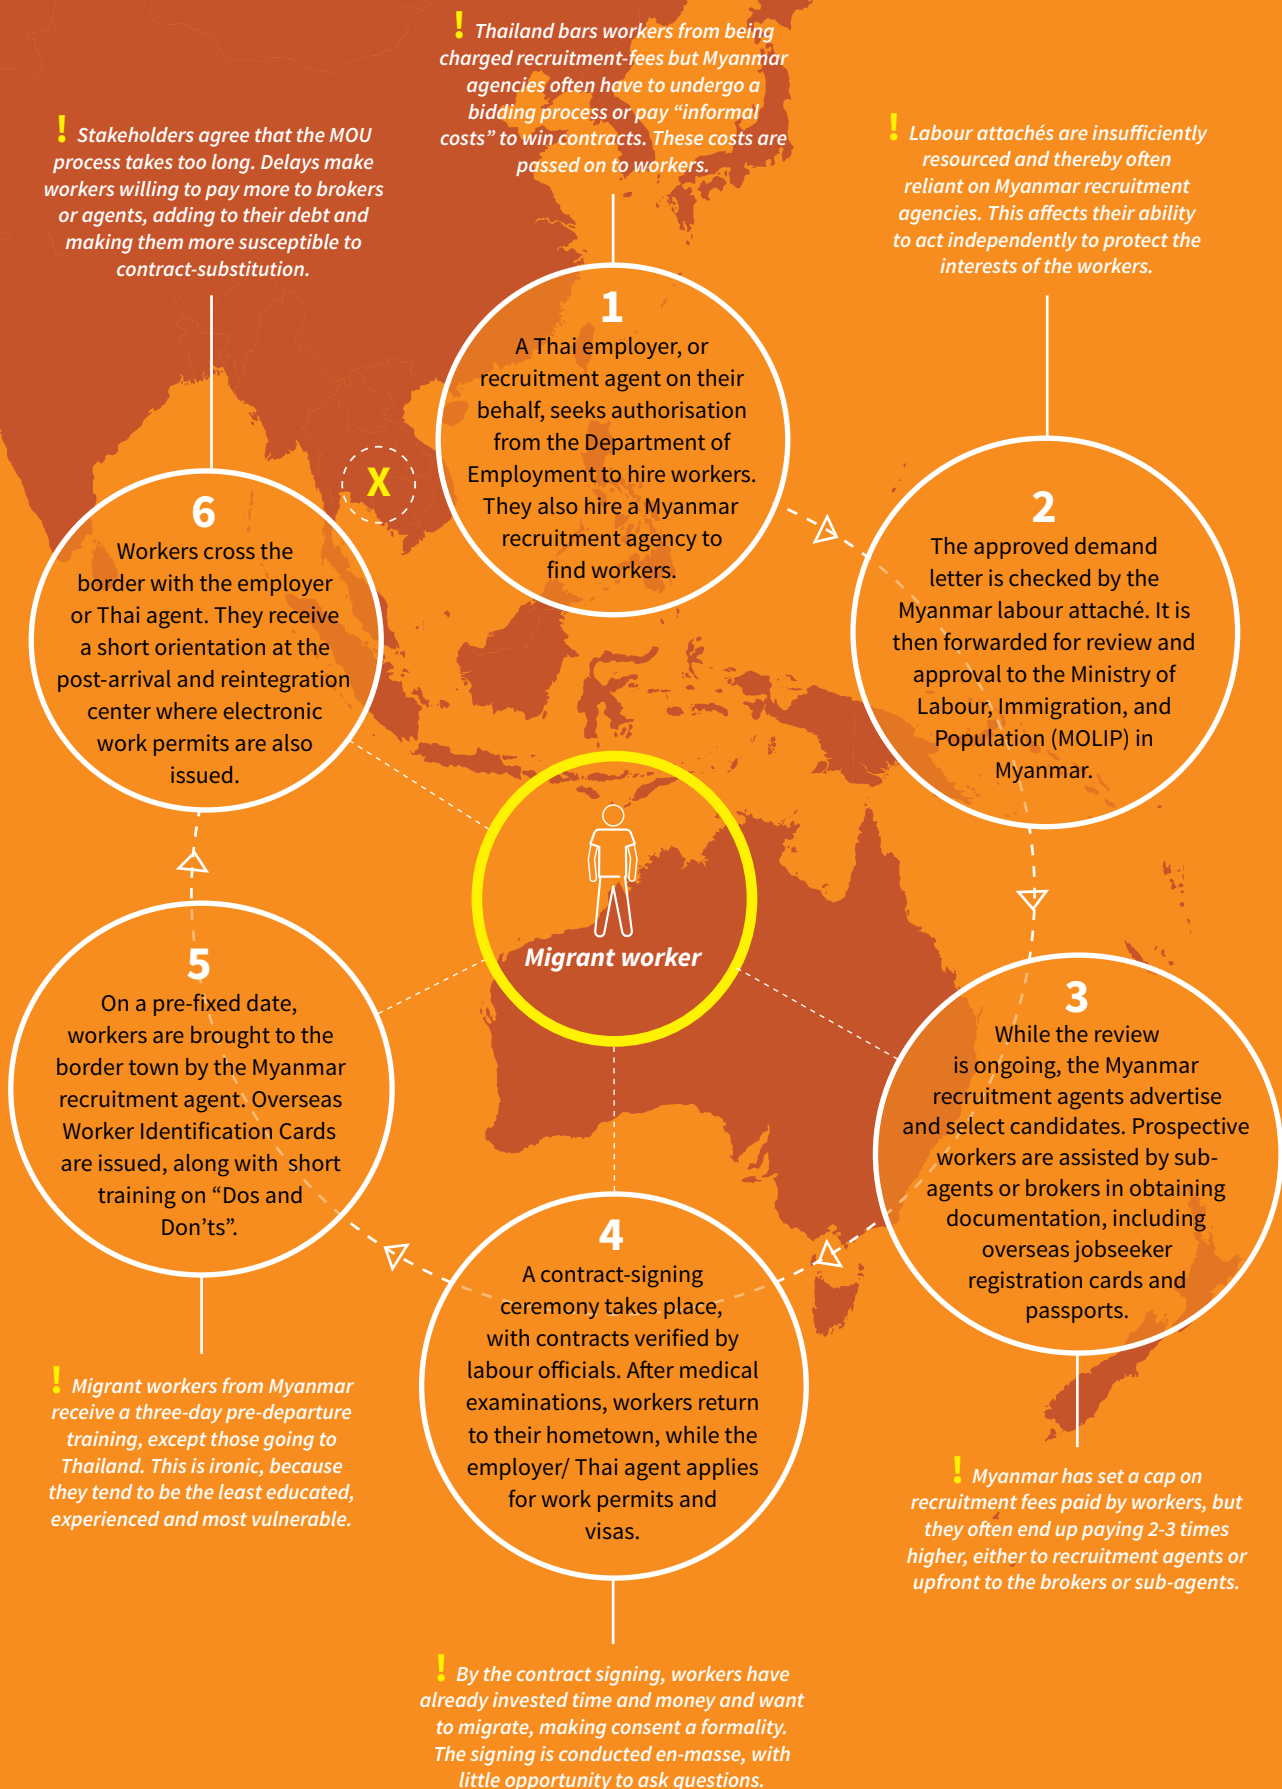 ! Thailand bars workers from being
charged recruitment-fees but Myanmar
agencies often have to undergo a
bidding process or pay “informal
costs” to win contracts. These costs are
passed on to workers.
! Stakeholders agree that the MOU
process takes too long. Delays make
workers willing to pay more to brokers
or agents, adding to their debt and
making them more susceptible to
contract-substitution.
! Labour attachés are insufficiently
resourced and thereby often
reliant on Myanmar recruitment
agencies. This affects their ability
to act independently to protect the
interests of the workers.
1
A Thai employer, or
recruitment agent on their
behalf, seeks authorisation
from the Department of
Employment to hire workers.
They also hire a Myanmar
recruitment agency to
find workers.
X
2
The approved demand
letter is checked by the
Myanmar labour attaché. It is
then forwarded for review and
approval to the Ministry of
Labour, Immigration, and
Population (MOLIP) in
Myanmar.
6
Workers cross the
border with the employer
or Thai agent. They receive
a short orientation at the
post-arrival and reintegration
center where electronic
work permits are also
issued.
Migrant worker
5
On a pre-fixed date,
workers are brought to the
border town by the Myanmar
recruitment agent. Overseas
Worker Identification Cards
are issued, along with short
training on “Dos and
Don’ts”.
3
While the review
is ongoing, the Myanmar
recruitment agents advertise
and select candidates. Prospective
workers are assisted by sub-
agents or brokers in obtaining
documentation, including
overseas jobseeker
registration cards and
passports.
4
A contract-signing
ceremony takes place,
with contracts verified by
labour officials. After medical
examinations, workers return
to their hometown, while the
employer/ Thai agent applies
for work permits and
visas.
! Migrant workers from Myanmar
receive a three-day pre-departure
training, except those going to
Thailand. This is ironic, because
they tend to be the least educated,
experienced and most vulnerable.
! Myanmar has set a cap on
recruitment fees paid by workers, but
they often end up paying 2-3 times
higher, either to recruitment agents or
upfront to the brokers or sub-agents.
! By the contract signing, workers have
already invested time and money and want
to migrate, making consent a formality.
The signing is conducted en-masse, with
little opportunity to ask questions.